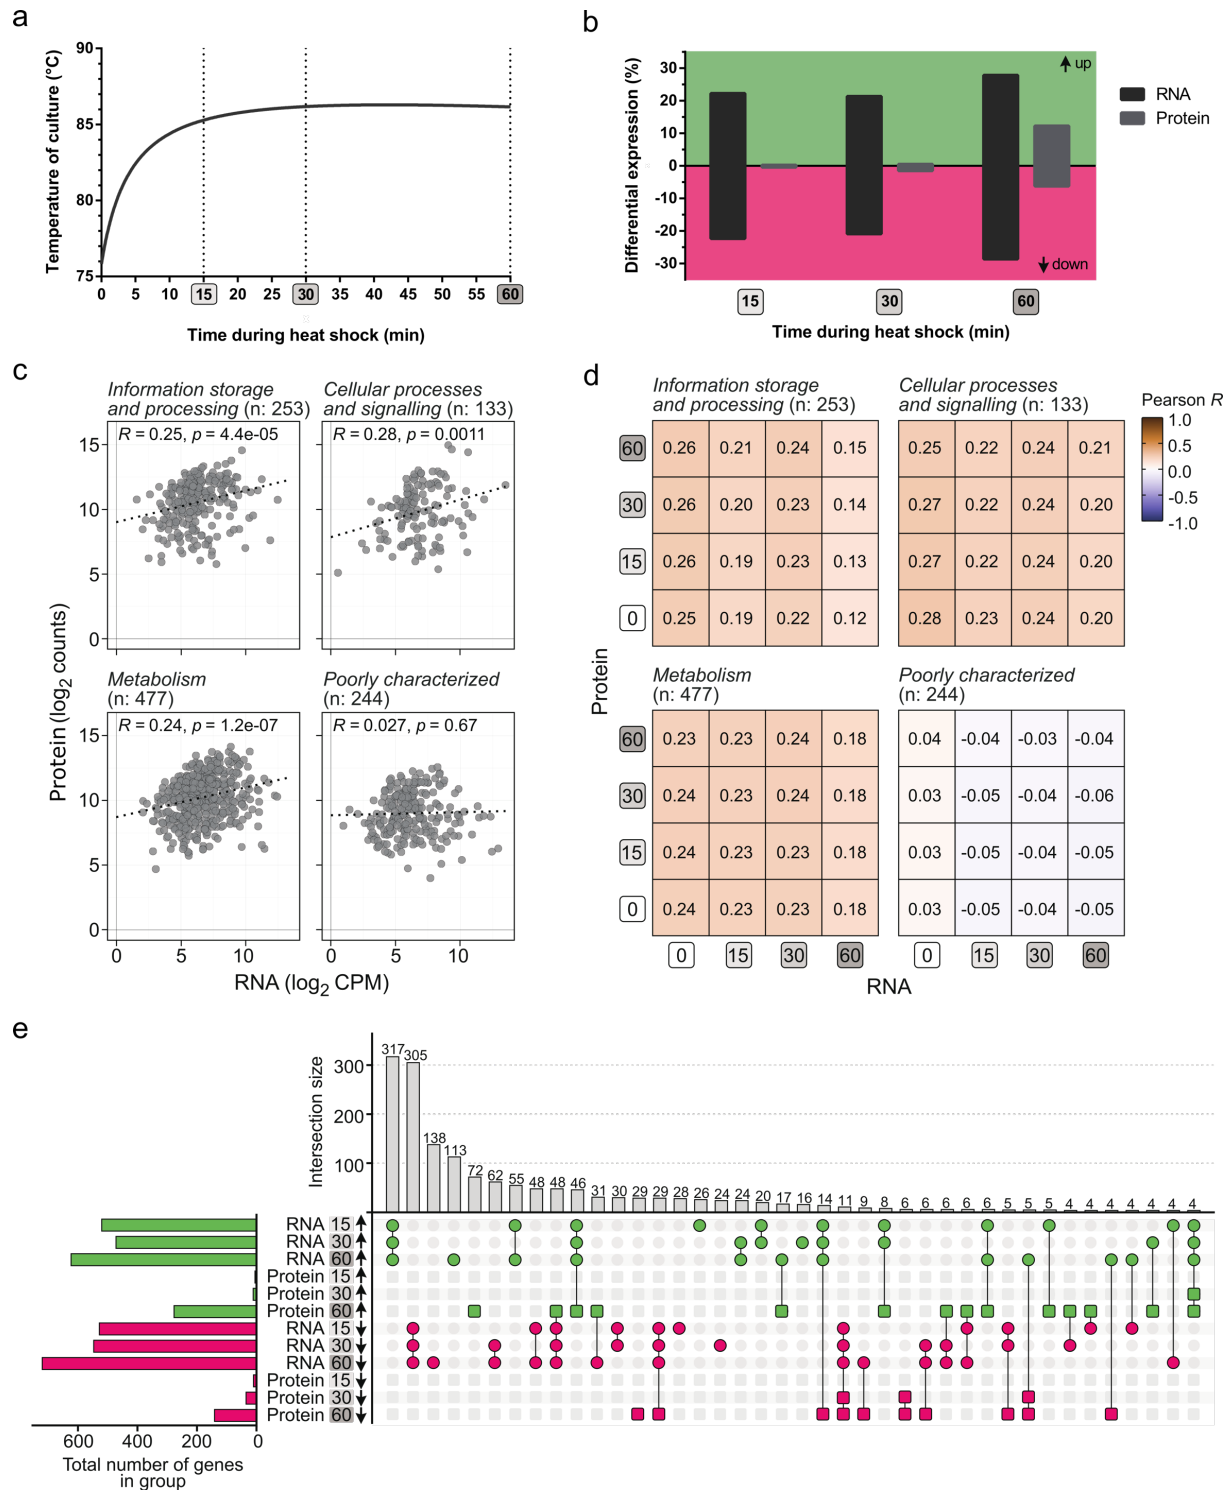 a
90
85
80
75
Temperature of culture (°C)
0 5 10 15 20 25 30 35 40 45 50 55 60
Time during heat shock (min)
b
30
20
10
0
-10
-20
-30
Differential expression (%)
up
down
RNA
Protein
15 30 60
Time during heat shock (min)
c
Information storage
and processing (n: 253)
R = 0.25, p = 4.4e-05
Cellular processes
and signalling (n: 133)
R = 0.28, p = 0.0011
15
10
5
0
Metabolism
(n: 477)
R = 0.24, p = 1.2e-07
Poorly characterized
(n: 244)
R = 0.027, p = 0.67
15
10
5
0
0 5 10 0 5 10
Protein (log2 counts)
RNA (log2 CPM)
d
Information storage
and processing (n: 253)
Cellular processes
and signalling (n: 133)
Pearson R
1.0
0.5
0.0
-0.5
-1.0
60 0.26 0.21 0.24 0.15 0.25 0.22 0.24 0.21
30 0.26 0.20 0.23 0.14 0.27 0.22 0.24 0.20
15 0.26 0.19 0.23 0.13 0.27 0.22 0.24 0.20
0 0.25 0.19 0.22 0.12 0.28 0.23 0.24 0.20
Protein
Metabolism
(n: 477)
Poorly characterized
(n: 244)
60 0.23 0.23 0.24 0.18 0.04 -0.04 -0.03 -0.04
30 0.24 0.23 0.24 0.18 0.03 -0.05 -0.04 -0.06
15 0.24 0.23 0.23 0.18 0.03 -0.05 -0.04 -0.05
0 0.24 0.23 0.23 0.18 0.03 -0.05 -0.04 -0.05
0 15 30 60 0 15 30 60
RNA
e
Intersection size
300
200
100
317 305 138 113 72 62 55 48 48 46 31 30 29 29 28 26 24 24 20 17 16 14 11 9 8 6 6 6 6 6 5 5 5 4 4 4 4 4 4 4
RNA 15
RNA 30
RNA 60
Protein 15
Protein 30
Protein 60
RNA 15
RNA 30
RNA 60
Protein 15
Protein 30
Protein 60
600 400 200 0
Total number of genes
in group